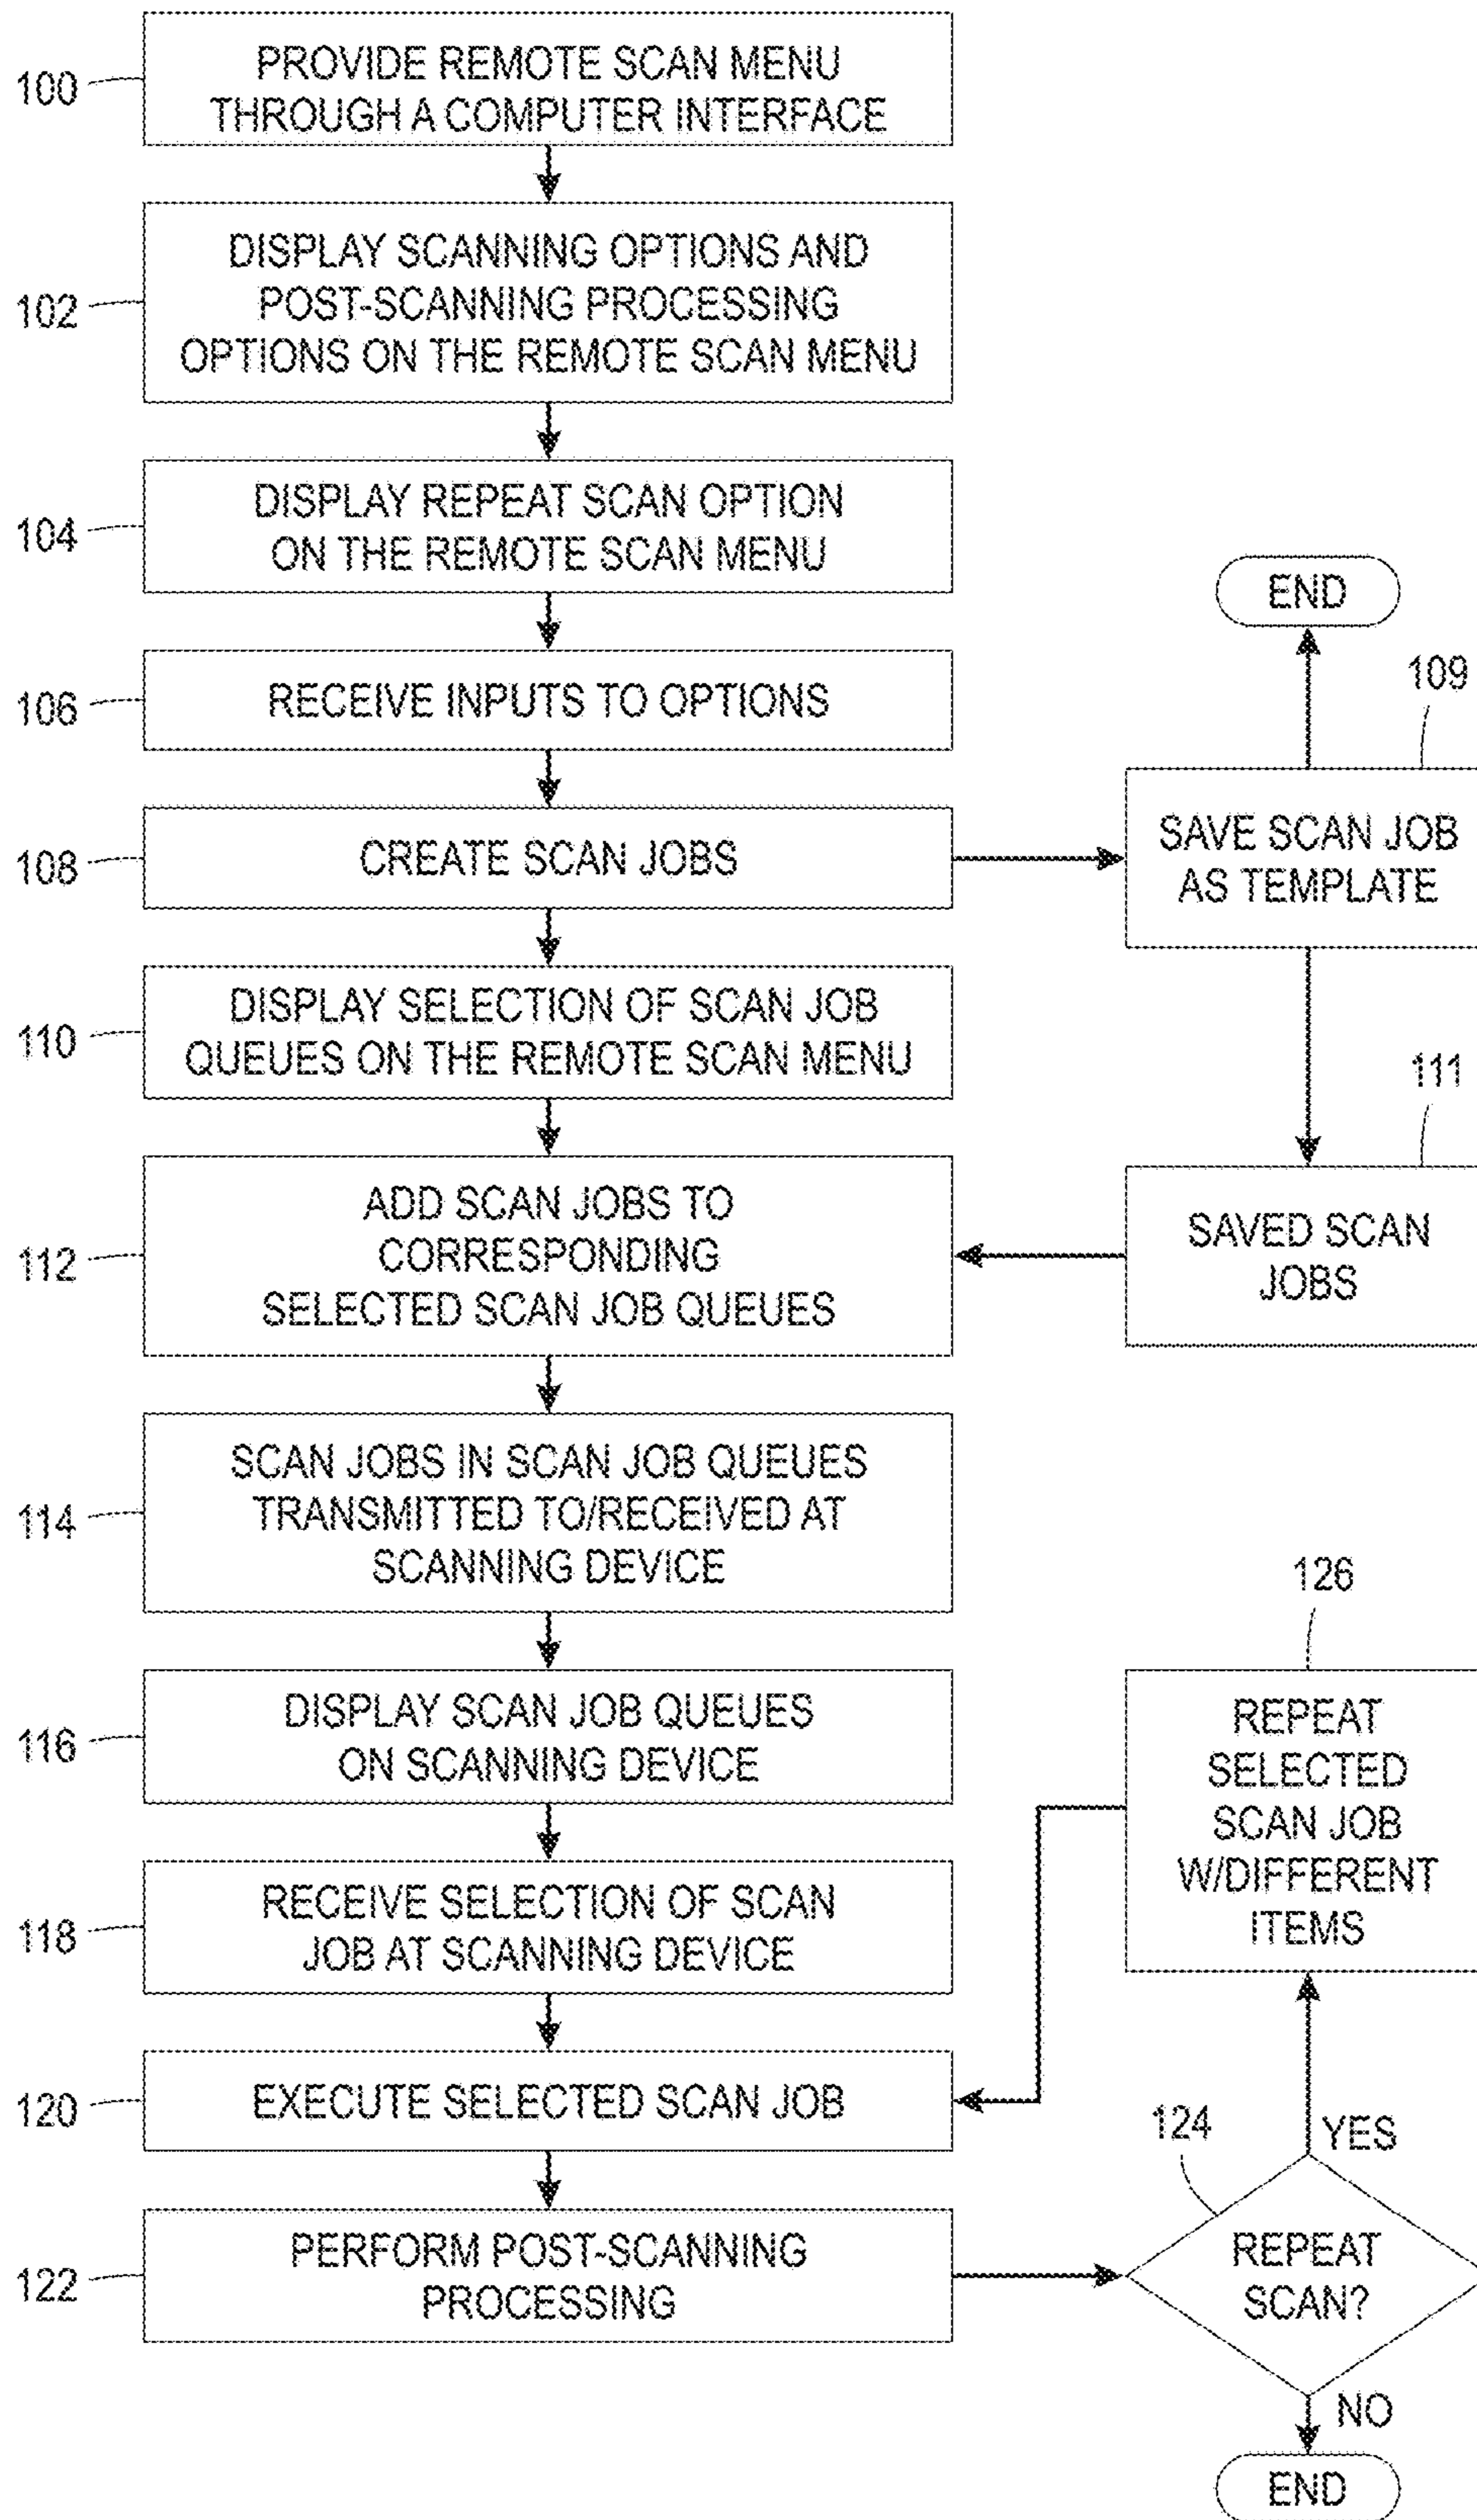 100
PROVIDE REMOTE SCAN MENU
THROUGH A COMPUTER INTERFACE
102
DISPLAY SCANNING OPTIONS AND
POST-SCANNING PROCESSING
OPTIONS ON THE REMOTE SCAN MENU
104
DISPLAY REPEAT SCAN OPTION
ON THE REMOTE SCAN MENU
END
106
RECEIVE INPUTS TO OPTIONS
109
108
CREATE SCAN JOBS
SAVE SCAN JOB
AS TEMPLATE
110
DISPLAY SELECTION OF SCAN JOB
QUEUES ON THE REMOTE SCAN MENU
111
112
ADD SCAN JOBS TO
CORRESPONDING
SELECTED SCAN JOB QUEUES
SAVED SCAN
JOBS
114
SCAN JOBS IN SCAN JOB QUEUES
TRANSMITTED TO/RECEIVED AT
SCANNING DEVICE
116
DISPLAY SCAN JOB QUEUES
ON SCANNING DEVICE
126
REPEAT
SELECTED
SCAN JOB
W/DIFFERENT
ITEMS
118
RECEIVE SELECTION OF SCAN
JOB AT SCANNING DEVICE
120
EXECUTE SELECTED SCAN JOB
124
YES
122
PERFORM POST-SCANNING
PROCESSING
REPEAT
SCAN?
NO
END